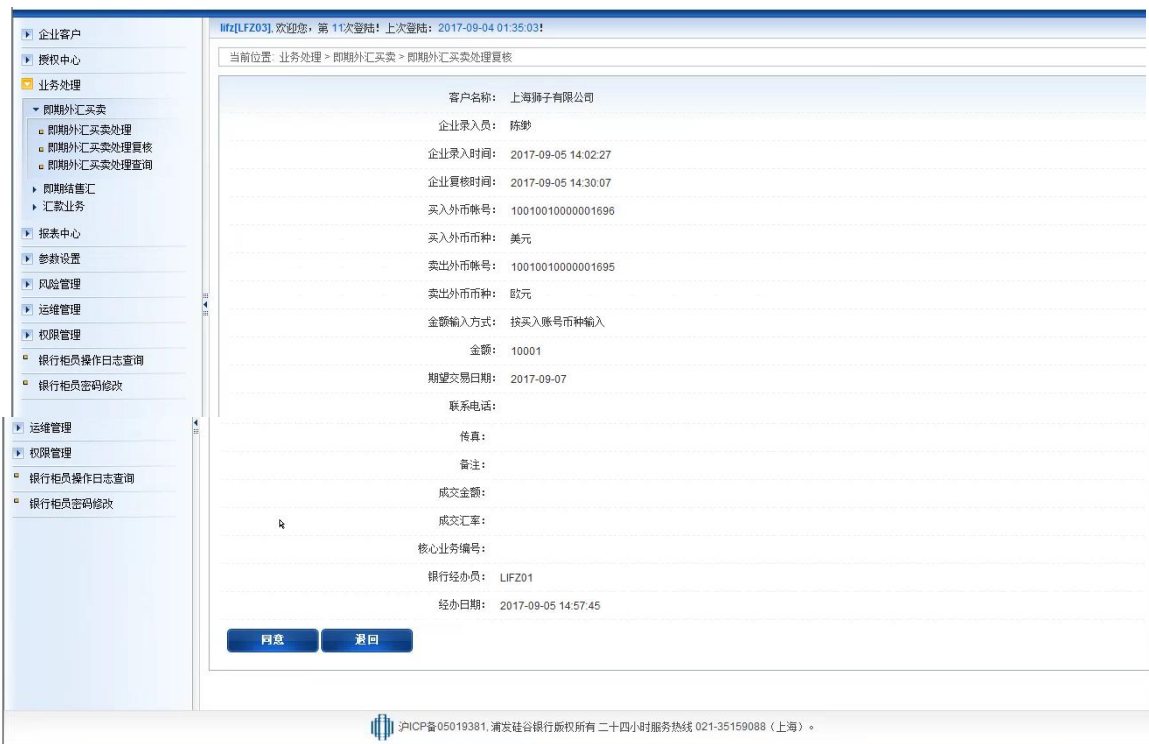 lifz[LFZ03], 欢迎您，第 11次登陆！上次登陆：2017-09-04 01:35:03!
当前位置: 业务处理 > 即期外汇买卖 > 即期外汇买卖处理复核
企业客户
授权中心
业务处理
即期外汇买卖
即期外汇买卖处理
即期外汇买卖处理复核
即期外汇买卖处理查询
即期结售汇
汇款业务
报表中心
参数设置
风险管理
运维管理
权限管理
银行柜员操作日志查询
银行柜员密码修改
运维管理
权限管理
银行柜员操作日志查询
银行柜员密码修改
客户名称： 上海狮子有限公司
企业录入员： 陈
企业录入时间： 2017-09-05 14:02:27
企业复核时间： 2017-09-05 14:30:07
买入外币帐号： 10010010000001696
买入外币币种： 美元
卖出外币帐号： 10010010000001695
卖出外币币种： 欧元
金额输入方式： 按买入账号币种输入
金额： 10001
期望交易日期： 2017-09-07
联系电话：
传真：
备注：
成交金额：
成交汇率：
核心业务编号：
银行经办员： LIFZ01
经办日期： 2017-09-05 14:57:45
同意 退回
沪ICP备05019381, 浦发硅谷银行版权所有 二十四小时服务热线 021-35159088（上海）。